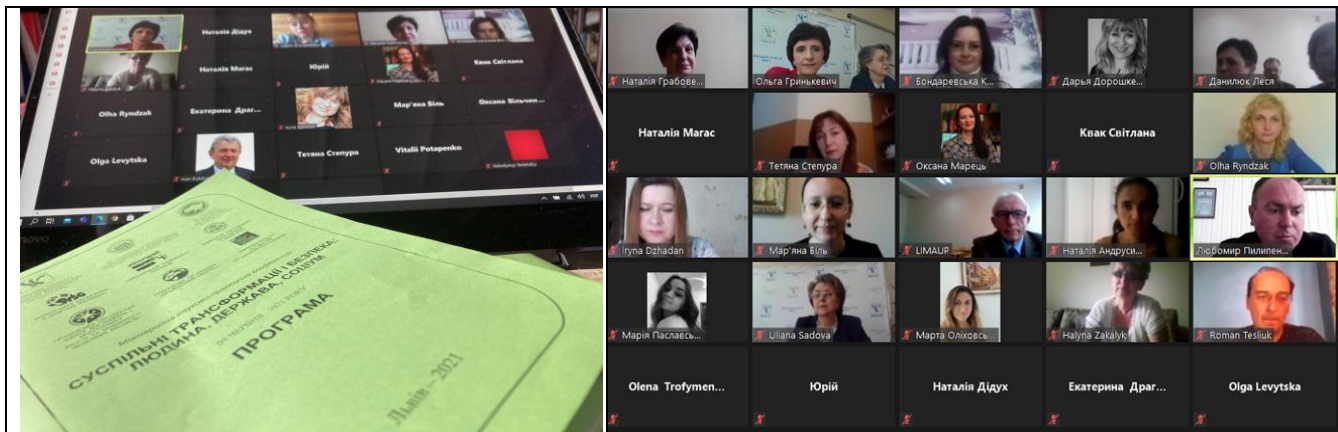 Наталія Дідух
Наталія Магас
Юрій
Квак Світлана
Olha Ryndzak
Екатерина Драг...
Мар'яна Біль
Оксана Вільчин...
Olga Levytska
Тетяна Степура
Vitalii Potapenko
СУСПІЛЬНІ ТРАНСФОРМАЦІЇ І БЕЗПЕКА:
ЛЮДИНА, ДЕРЖАВА, СОЦІУМ
ПРОГРАМА
Львів – 2021
Наталія Грабове...
Ольга Гринькевич
Бондаревська К...
Дарья Дорошке...
Данилюк Леся
Наталія Магас
Тетяна Степура
Оксана Марець
Квак Світлана
Olha Ryndzak
Iryna Dzhadan
Мар'яна Біль
LIMAUP
Наталія Андруси...
Любомир Пилипен...
Марія Паславсь...
Uliana Sadova
Марта Оліховсь...
Halyna Zakalyk
Roman Tesliuk
Olena Trofymen...
Юрій
Наталія Дідух
Екатерина Драг...
Olga Levytska